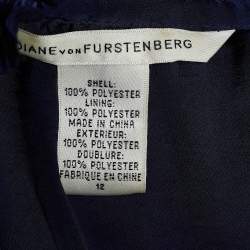 DIANE VON FURSTENBERG
SHELL:
100% POLYESTER
LINING:
100% POLYESTER
MADE IN CHINA
EXTERIEUR:
100% POLYESTER
DOUBLURE:
100% POLYESTER
FABRIQUE EN CHINE
12